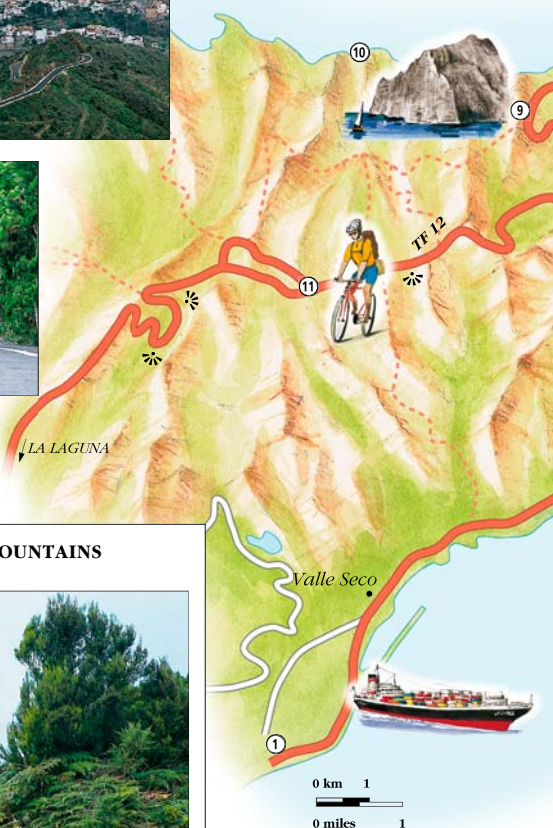 10
9
TF 12
11
LA LAGUNA
OUNTAINS
Valle Seco
1
0 km 1
0 miles 1